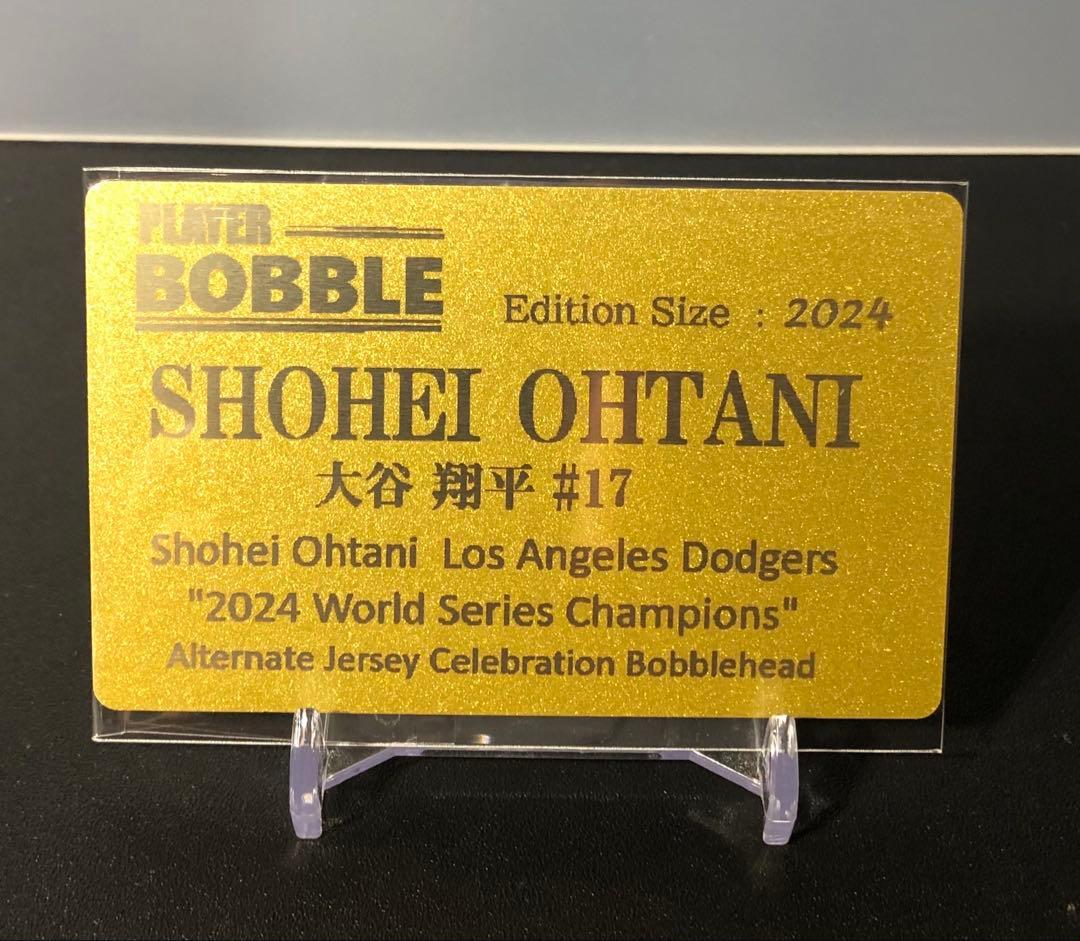 PLAYER
BOBBLE
Edition Size : 2024
SHOHEI OHTANI
大谷 翔平 #17
Shohei Ohtani Los Angeles Dodgers
"2024 World Series Champions"
Alternate Jersey Celebration Bobblehead